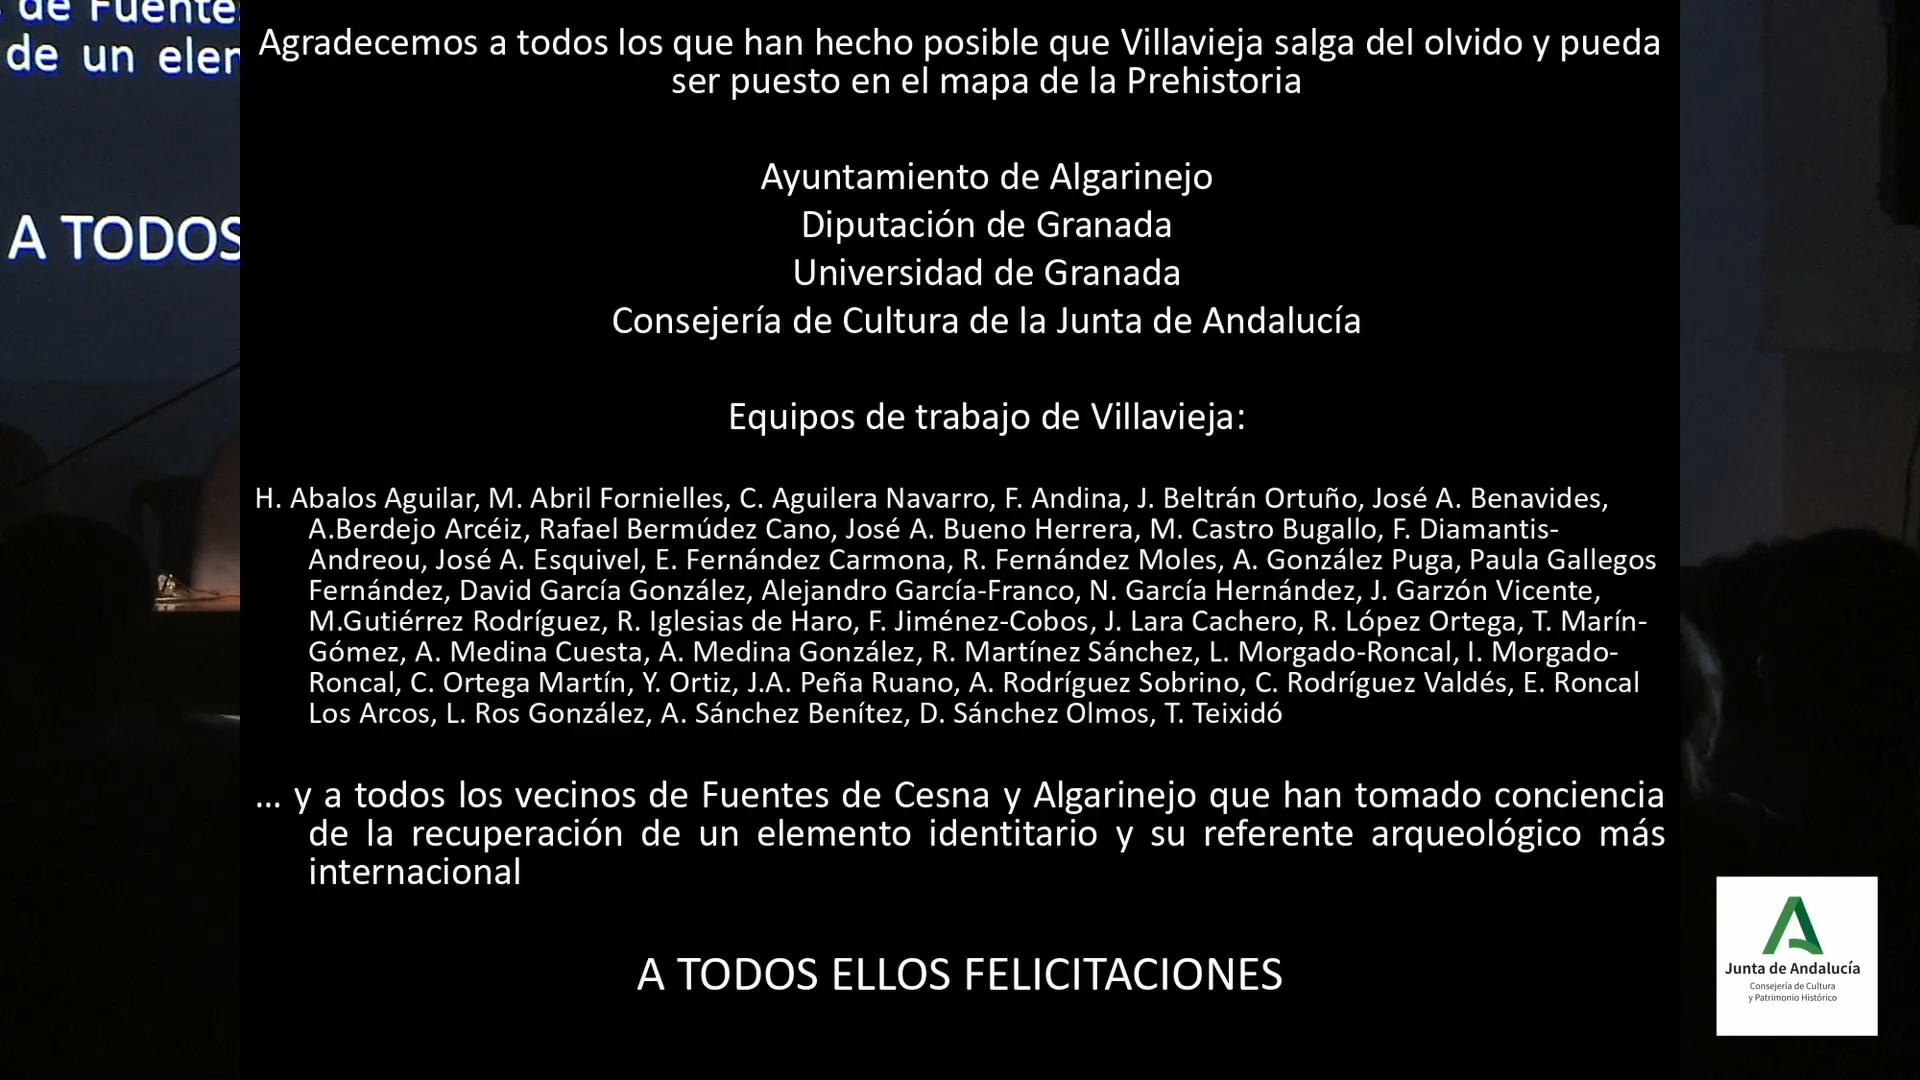 de Fuente
de un elen
A TODOS
Agradecemos a todos los que han hecho posible que Villavieja salga del olvido y pueda
ser puesto en el mapa de la Prehistoria
Ayuntamiento de Algarinejo
Diputación de Granada
Universidad de Granada
Consejería de Cultura de la Junta de Andalucía
Equipos de trabajo de Villavieja:
H. Abalos Aguilar, M. Abril Fornielles, C. Aguilera Navarro, F. Andina, J. Beltrán Ortuño, José A. Benavides,
A.Berdejo Arcéiz, Rafael Bermúdez Cano, José A. Bueno Herrera, M. Castro Bugallo, F. Diamantis-
Andreou, José A. Esquivel, E. Fernández Carmona, R. Fernández Moles, A. González Puga, Paula Gallegos
Fernández, David García González, Alejandro García-Franco, N. García Hernández, J. Garzón Vicente,
M.Gutiérrez Rodríguez, R. Iglesias de Haro, F. Jiménez-Cobos, J. Lara Cachero, R. López Ortega, T. Marín-
Gómez, A. Medina Cuesta, A. Medina González, R. Martínez Sánchez, L. Morgado-Roncal, I. Morgado-
Roncal, C. Ortega Martín, Y. Ortiz, J.A. Peña Ruano, A. Rodríguez Sobrino, C. Rodríguez Valdés, E. Roncal
Los Arcos, L. Ros González, A. Sánchez Benítez, D. Sánchez Olmos, T. Teixidó
... y a todos los vecinos de Fuentes de Cesna y Algarinejo que han tomado conciencia
de la recuperación de un elemento identitario y su referente arqueológico más
internacional
A TODOS ELLOS FELICITACIONES
Junta de Andalucía
Consejería de Cultura
y Patrimonio Histórico